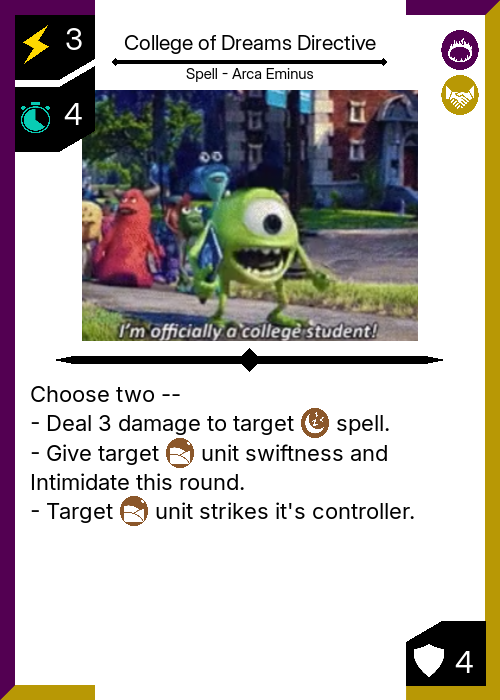 3
College of Dreams Directive
Spell - Arca Eminus
4
I'm officially a college student!
Choose two --
- Deal 3 damage to target spell.
- Give target unit swiftness and
Intimidate this round.
- Target unit strikes it's controller.
4